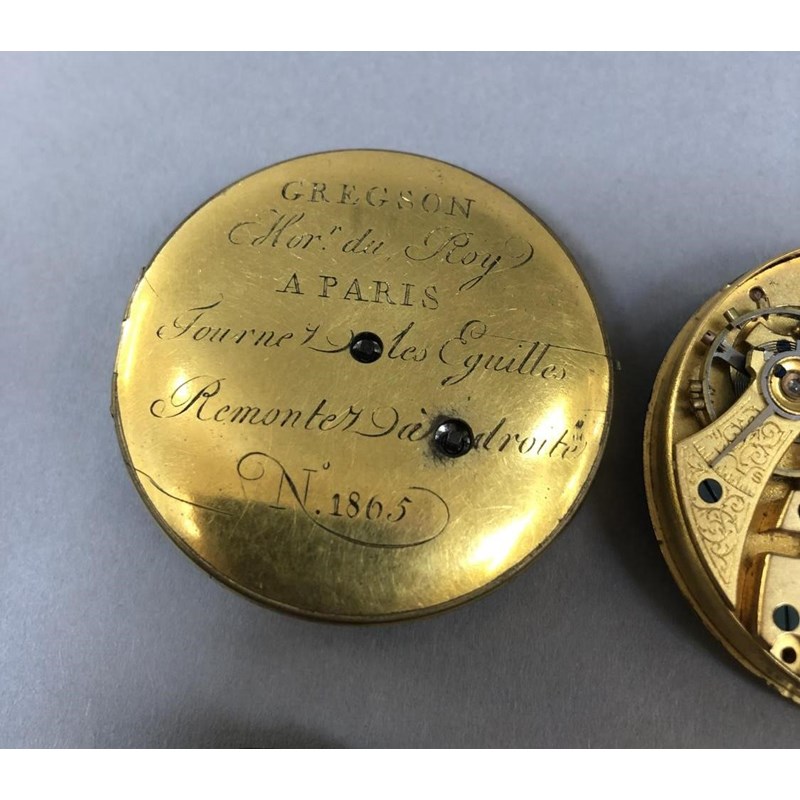 GREGSON
Hor.r du Roy
A PARIS
Tournez les Eguilles
Remontez à droite
N.o 1865